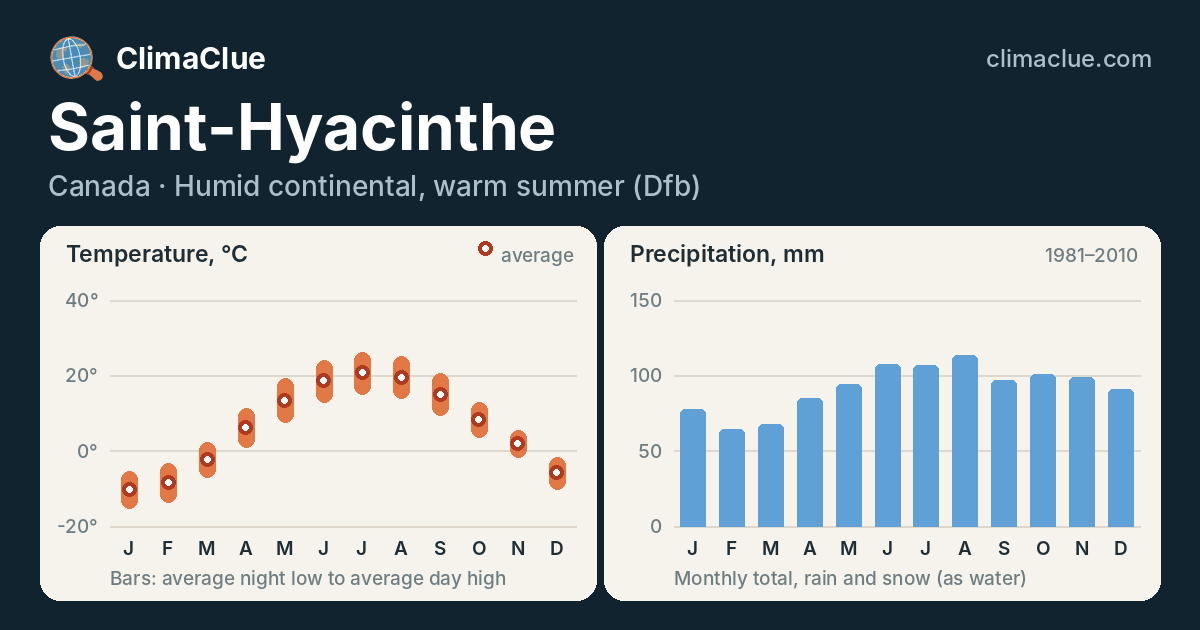 ClimaClue
climaclue.com
Saint-Hyacinthe
Canada · Humid continental, warm summer (Dfb)
Temperature, °C
average
40°
20°
0°
-20°
J F M A M J J A S O N D
Bars: average night low to average day high
Precipitation, mm
1981–2010
150
100
50
0
J F M A M J J A S O N D
Monthly total, rain and snow (as water)